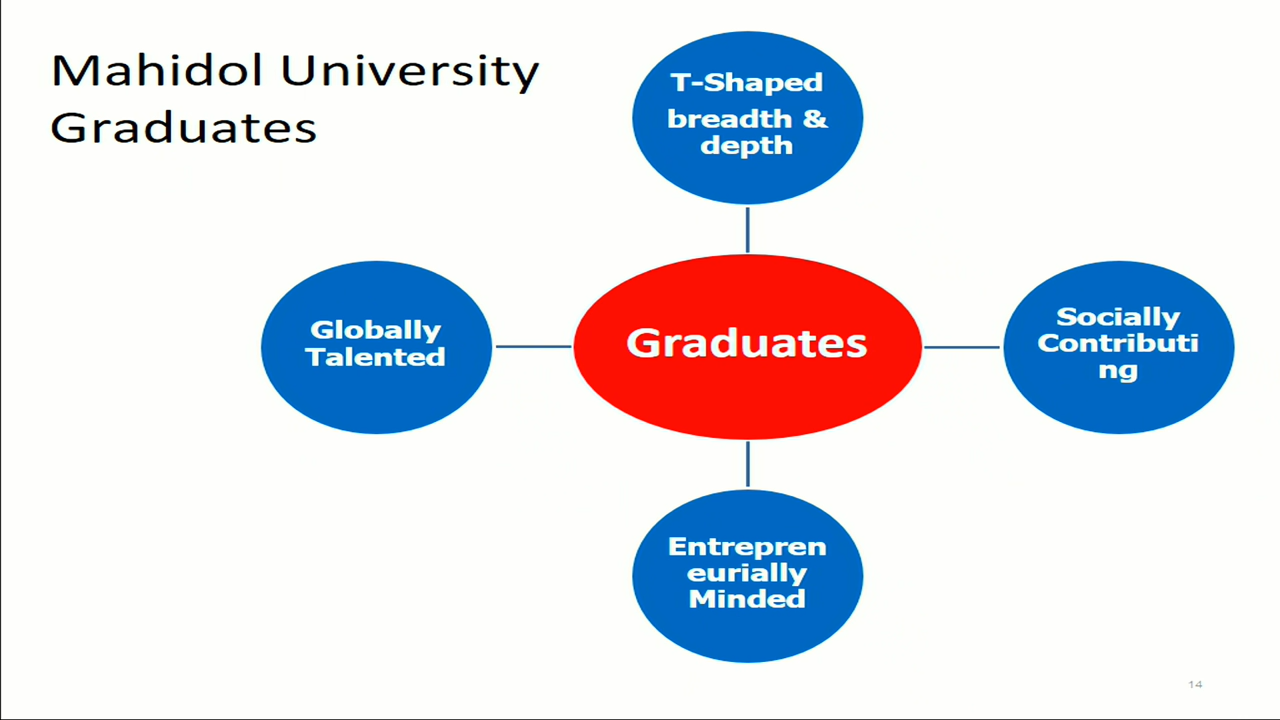 Mahidol University
Graduates
T-Shaped
breadth &
depth
Globally
Talented
Graduates
Socially
Contributi
ng
Entrepren
eurially
Minded
14